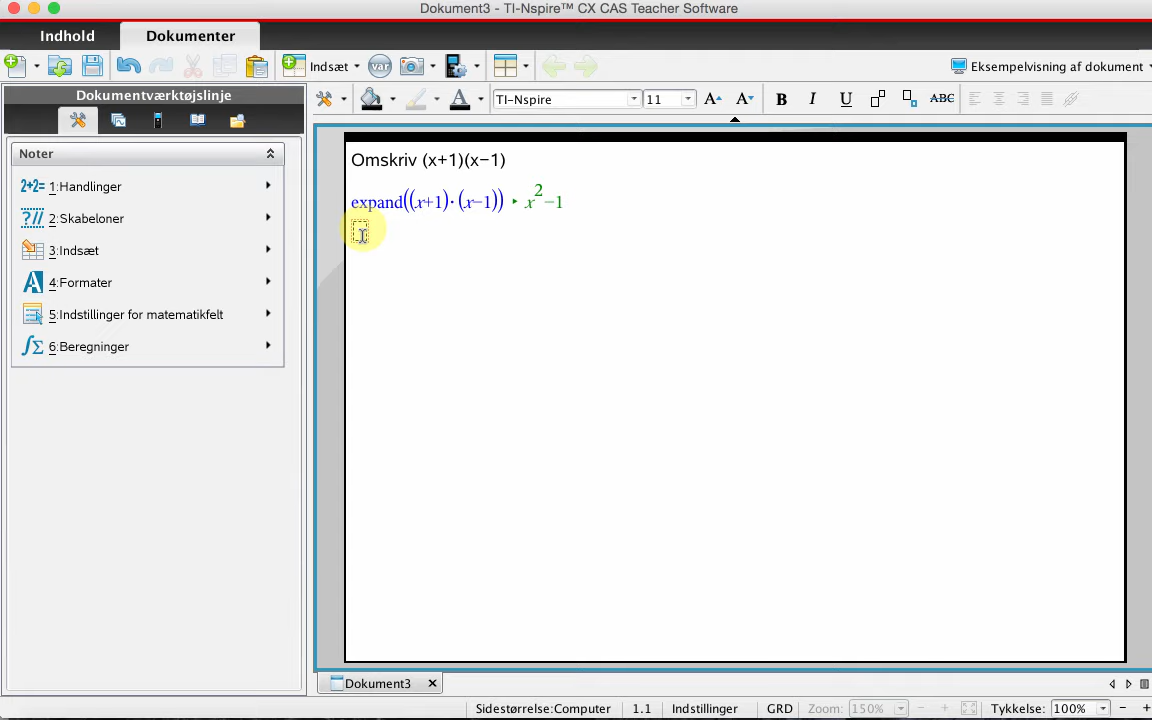 Dokument3 - TI-Nspire™ CX CAS Teacher Software
Indhold
Dokumenter
Indsæt
var
Eksempelvisning af dokument
Dokumentværktøjslinje
TI-Nspire
11
A
A
B
I
U
ABC
Noter
2+2= 1:Handlinger
?// 2:Skabeloner
3:Indsæt
A 4:Formater
5:Indstillinger for matematikfelt
∫Σ 6:Beregninger
Omskriv (x+1)(x−1)
expand((x+1)·(x−1)) ▸ x²−1
Dokument3
Sidestørrelse:Computer
1.1
Indstillinger
GRD
Zoom: 150%
Tykkelse: 100%